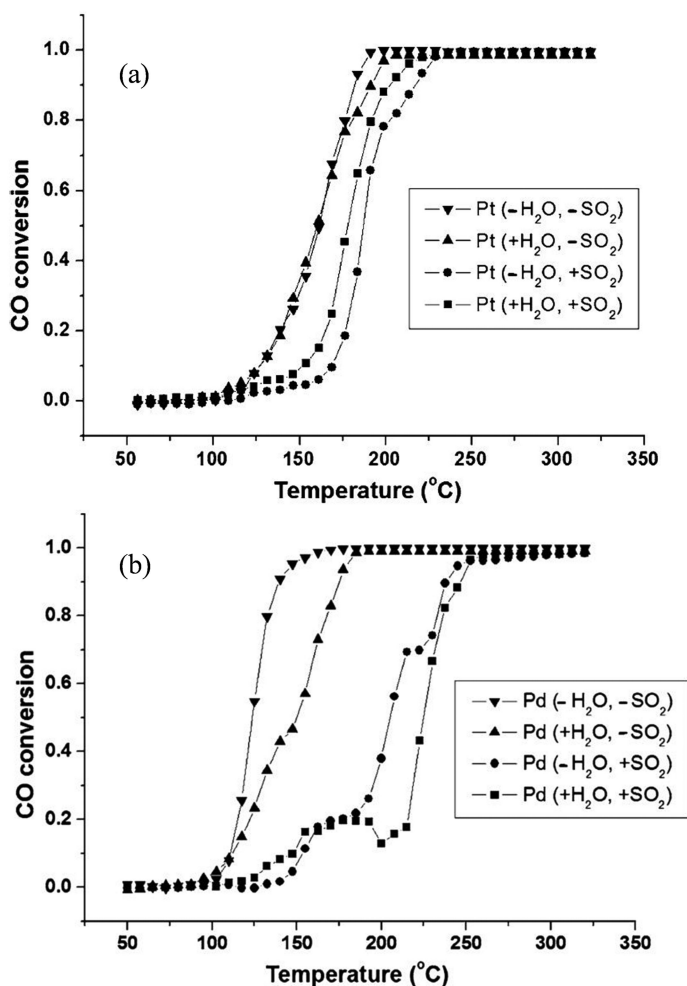 (a)
CO conversion
1.0
0.8
0.6
0.4
0.2
0.0
Pt (−H₂O, −SO₂)
Pt (+H₂O, −SO₂)
Pt (−H₂O, +SO₂)
Pt (+H₂O, +SO₂)
50 100 150 200 250 300 350
Temperature (°C)
(b)
CO conversion
1.0
0.8
0.6
0.4
0.2
0.0
Pd (−H₂O, −SO₂)
Pd (+H₂O, −SO₂)
Pd (−H₂O, +SO₂)
Pd (+H₂O, +SO₂)
50 100 150 200 250 300 350
Temperature (°C)